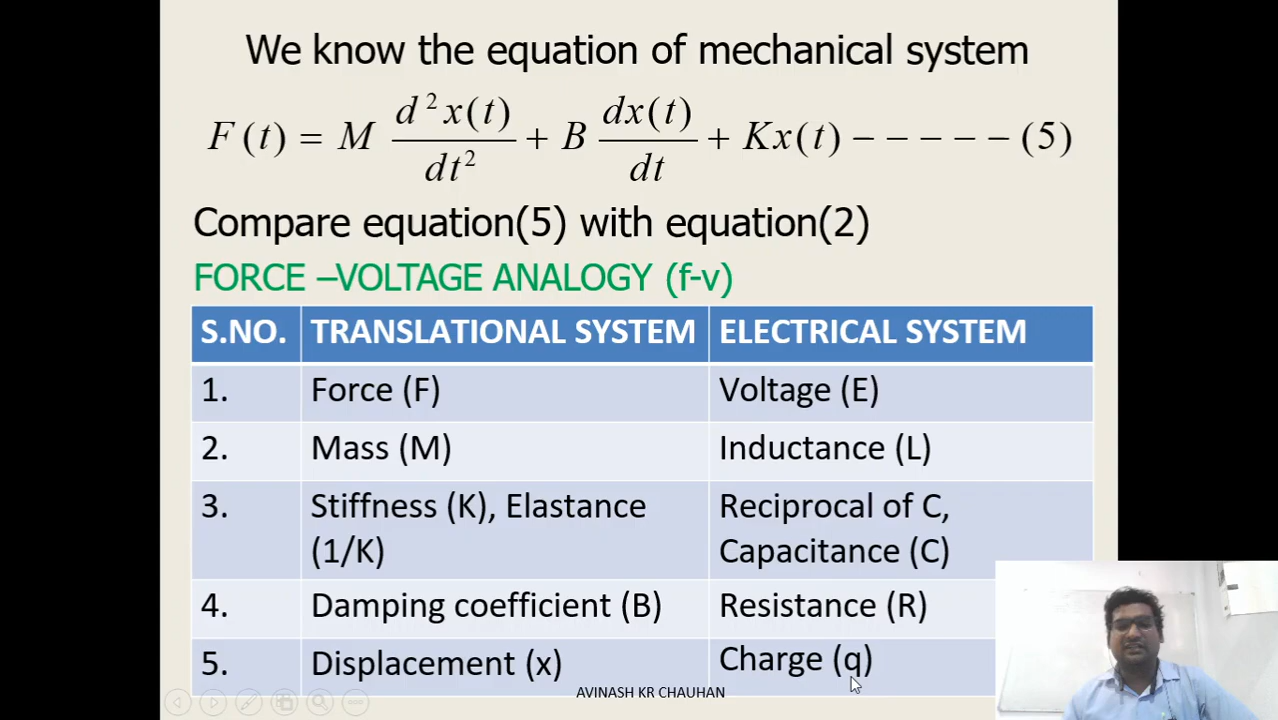 We know the equation of mechanical system
F(t) = M d²x(t)/dt² + B dx(t)/dt + Kx(t) − − − − − (5)
Compare equation(5) with equation(2)
FORCE –VOLTAGE ANALOGY (f-v)
S.NO. TRANSLATIONAL SYSTEM ELECTRICAL SYSTEM
1. Force (F) Voltage (E)
2. Mass (M) Inductance (L)
3. Stiffness (K), Elastance Reciprocal of C,
(1/K) Capacitance (C)
4. Damping coefficient (B) Resistance (R)
5. Displacement (x) Charge (q)
AVINASH KR CHAUHAN